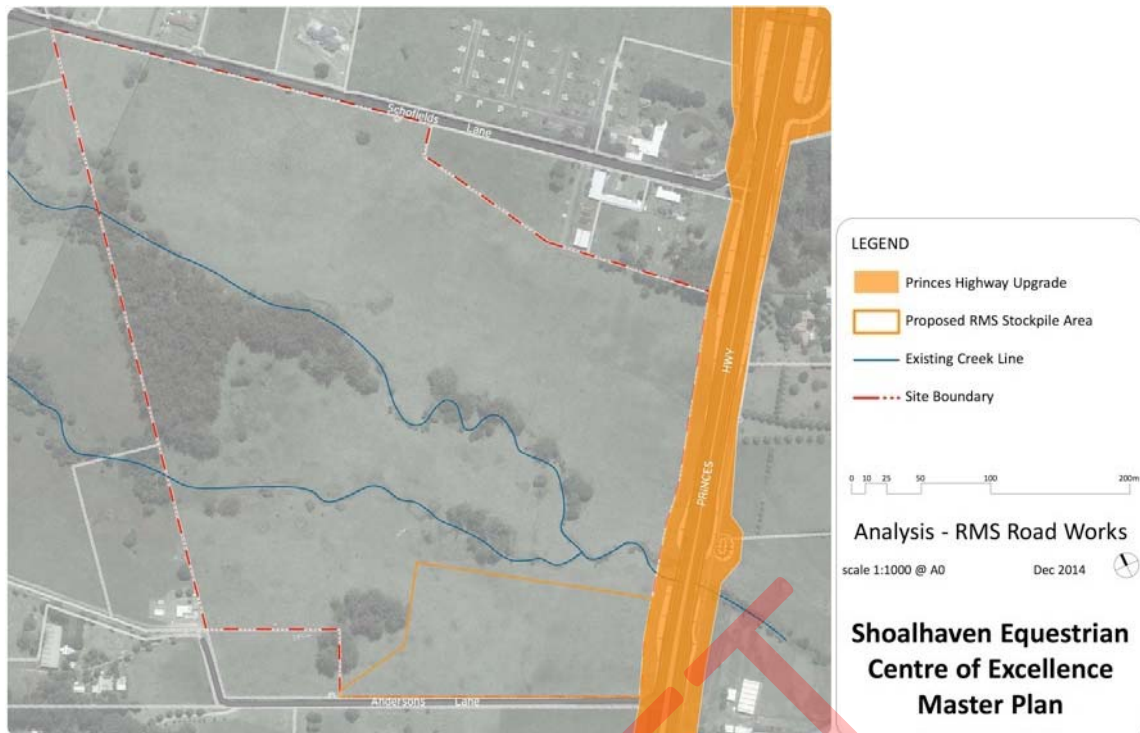 Schofields Lane
HWY
PRINCES
Andersons Lane
LEGEND
Princes Highway Upgrade
Proposed RMS Stockpile Area
Existing Creek Line
Site Boundary
0 10 25 50 100 200m
Analysis - RMS Road Works
scale 1:1000 @ A0 Dec 2014
Shoalhaven Equestrian
Centre of Excellence
Master Plan